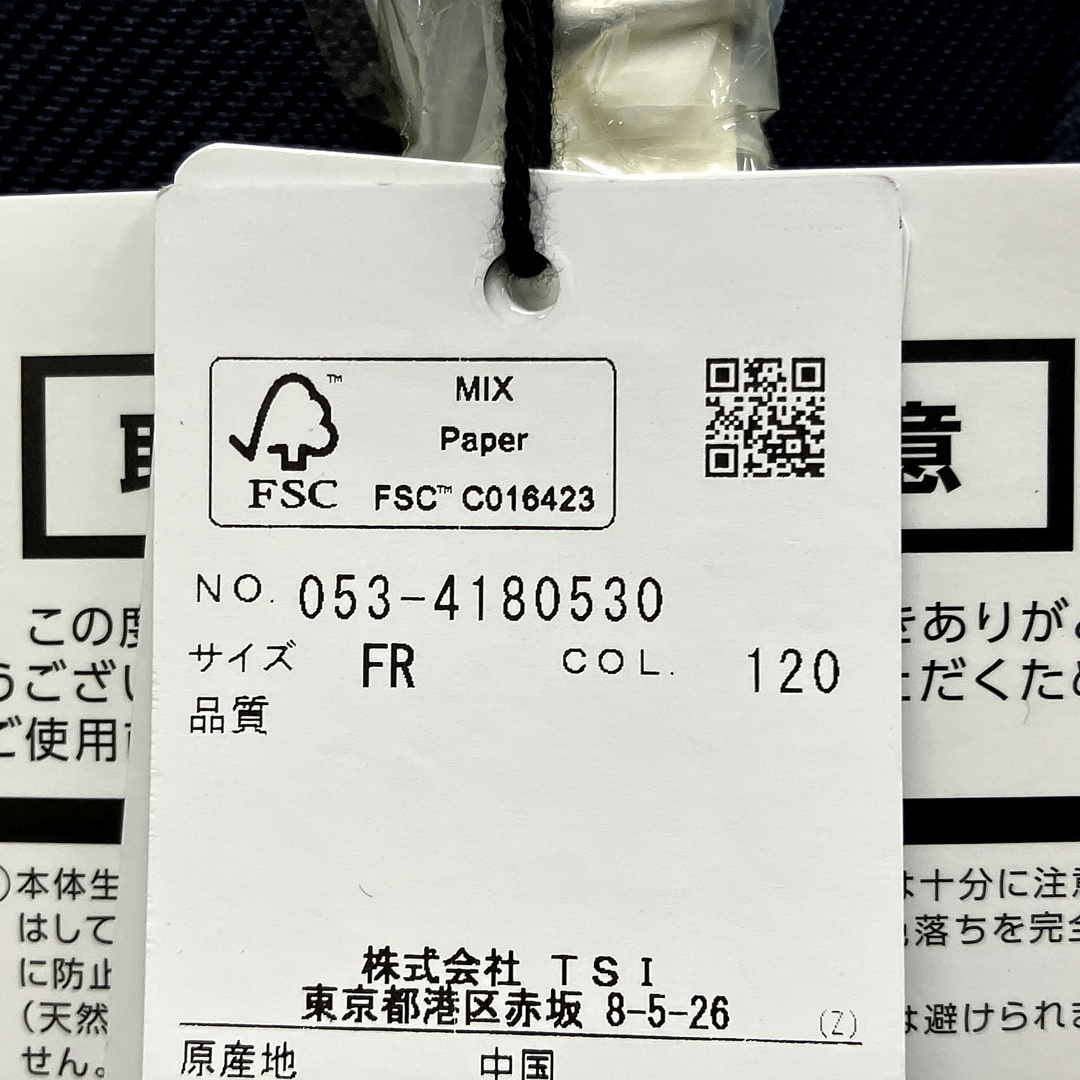 MIX
Paper
FSC™ C016423
FSC
NO. 053-4180530
サイズ FR COL. 120
品質
株式会社 TSI
東京都港区赤坂 8-5-26
(Z)
原産地 中国
意
この度
をありがと
うござい
ただくため
ご使用前
本体生
は十分に注意
はして
色落ちを完全
に防止
(天然
は避けられま
せん。